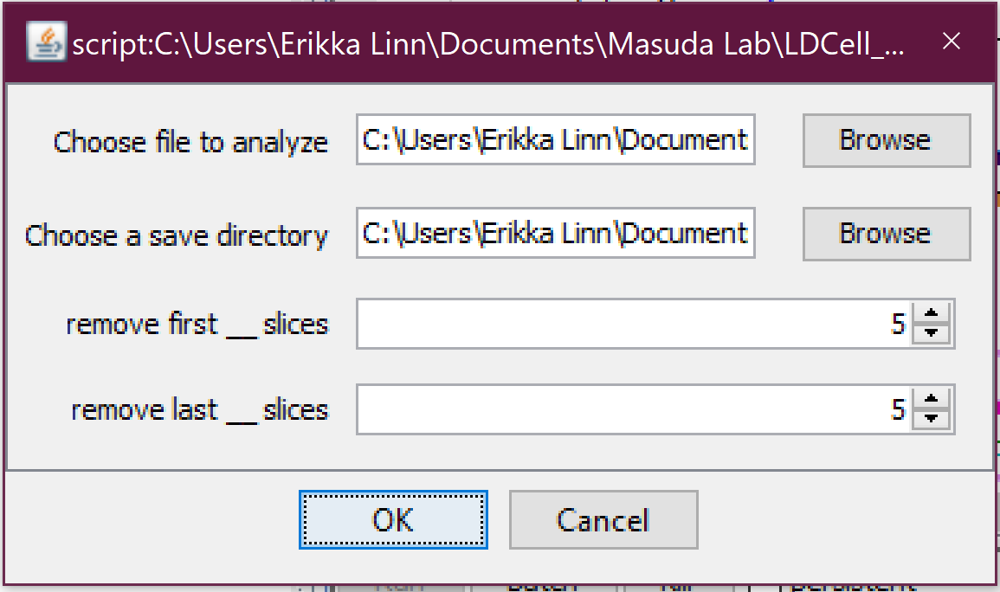 script:C:\Users\Erikka Linn\Documents\Masuda Lab\LDCell_...
Choose file to analyze C:\Users\Erikka Linn\Document Browse
Choose a save directory C:\Users\Erikka Linn\Document Browse
remove first __ slices 5
remove last __ slices 5
OK Cancel